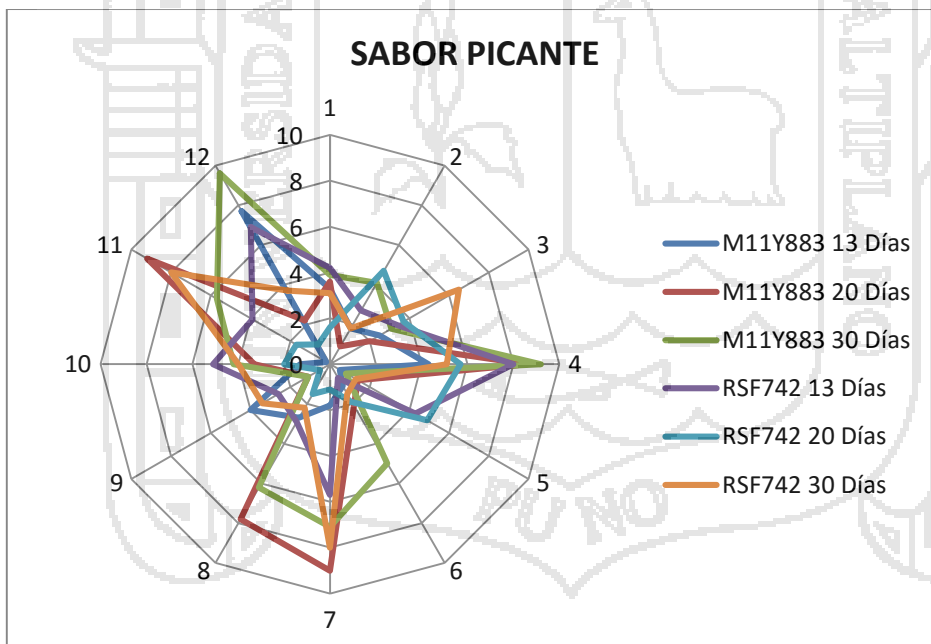 SABOR PICANTE
1
2
3
4
5
6
7
8
9
10
11
12
10
8
6
4
2
0
M11Y883 13 Días
M11Y883 20 Días
M11Y883 30 Días
RSF742 13 Días
RSF742 20 Días
RSF742 30 Días
PUNO